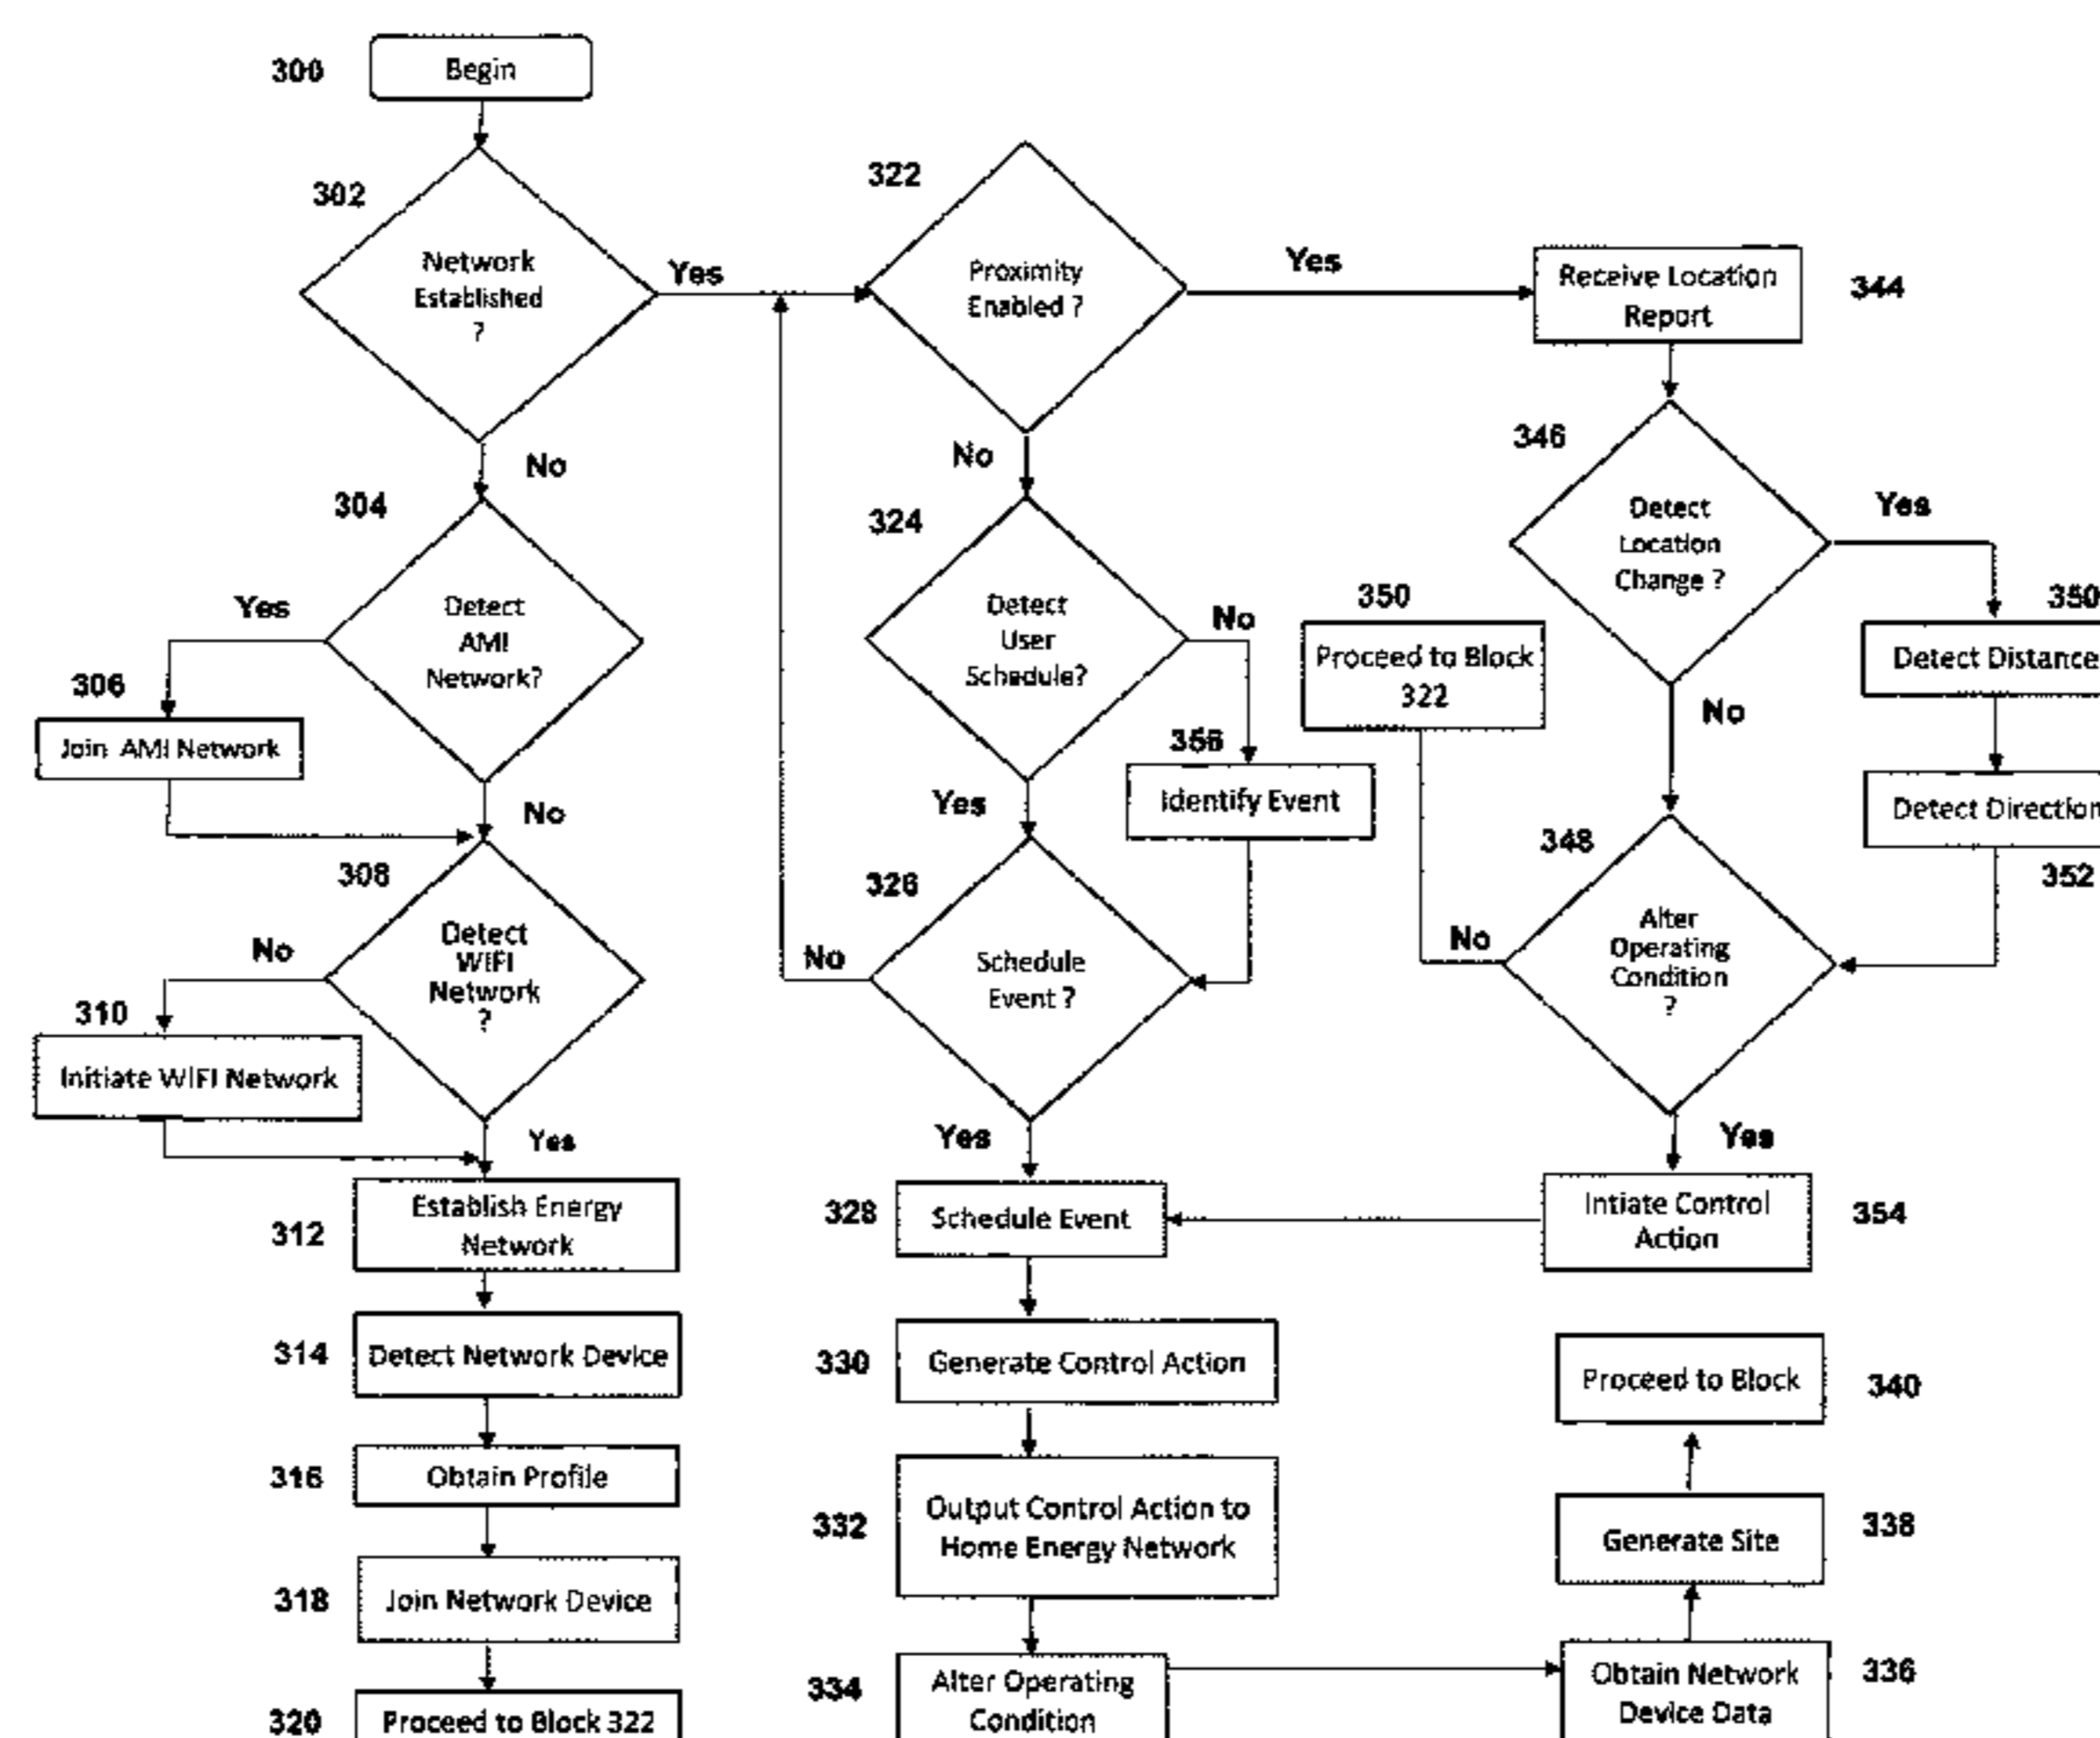 300
Begin
302
Network
Established
?
Yes
No
304
Detect
AMI
Network?
Yes
306
Join AMI Network
No
308
Detect
WIFI
Network
?
No
310
Initiate WIFI Network
Yes
312
Establish Energy
Network
314
Detect Network Device
316
Obtain Profile
318
Join Network Device
320
Proceed to Block 322
322
Proximity
Enabled ?
Yes
No
324
Detect
User
Schedule?
No
356
Identify Event
Yes
326
Schedule
Event ?
No
Yes
328
Schedule Event
330
Generate Control Action
332
Output Control Action to
Home Energy Network
334
Alter Operating
Condition
Receive Location
Report
344
346
Detect
Location
Change ?
Yes
350
Detect Distance
Detect Direction
352
No
350
Proceed to Block
322
348
Alter
Operating
Condition
?
No
Yes
Intiate Control
Action
354
Proceed to Block
340
Generate Site
338
Obtain Network
Device Data
336